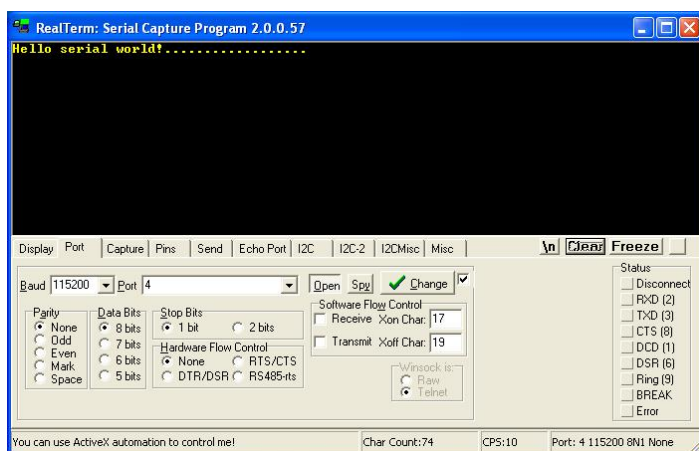 RealTerm: Serial Capture Program 2.0.0.57
Hello serial world!..................
Display Port Capture Pins Send Echo Port I2C I2C-2 I2CMisc Misc \n Clear Freeze
Baud 115200 Port 4 Open Spy Change
Parity
None
Odd
Even
Mark
Space
Data Bits
8 bits
7 bits
6 bits
5 bits
Stop Bits
1 bit 2 bits
Hardware Flow Control
None RTS/CTS
DTR/DSR RS485-rts
Software Flow Control
Receive Xon Char: 17
Transmit Xoff Char: 19
Winsock is:
Raw
Telnet
Status
Disconnect
RXD (2)
TXD (3)
CTS (8)
DCD (1)
DSR (6)
Ring (9)
BREAK
Error
You can use ActiveX automation to control me! Char Count:74 CPS:10 Port: 4 115200 8N1 None